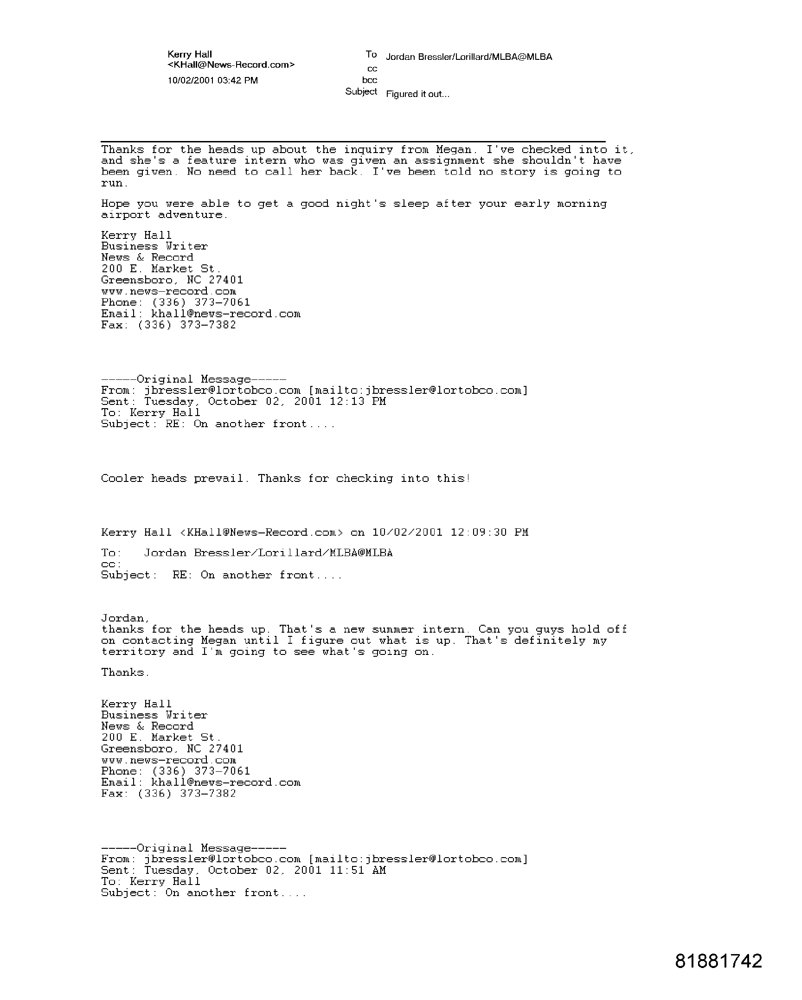 Kerry Hall
<KHall@News-Record.com>
10/02/2001 03:42 PM
To Jordan Bressler/Lorillard/MLBA@MLBA
cc
bcc
Subject Figured it out...
Thanks for the heads up about the inquiry from Megan. I've checked into it,
and she's a feature intern who was given an assignment she shouldn't have
been given. No need to call her back. I've been told no story is going to
run.
Hope you were able to get a good night's sleep after your early morning
airport adventure.
Kerry Hall
Business Writer
News & Record
200 E. Market St.
Greensboro, NC 27401
www.news-record.com
Phone: (336) 373-7061
Email: khall@news-record.com
Fax: (336) 373-7382
-----Original Message-----
From: jbressler@lortobco.com [mailto:jbressler@lortobco.com]
Sent: Tuesday, October 02, 2001 12:13 PM
To: Kerry Hall
Subject: RE: On another front....
Cooler heads prevail. Thanks for checking into this!
Kerry Hall <KHall@News-Record.com> on 10/02/2001 12:09:30 PM
To: Jordan Bressler/Lorillard/MLBA@MLBA
cc:
Subject: RE: On another front....
Jordan,
thanks for the heads up. That's a new summer intern. Can you guys hold off
on contacting Megan until I figure out what is up. That's definitely my
territory and I'm going to see what's going on.
Thanks.
Kerry Hall
Business Writer
News & Record
200 E. Market St.
Greensboro, NC 27401
www.news-record.com
Phone: (336) 373-7061
Email: khall@news-record.com
Fax: (336) 373-7382
-----Original Message-----
From: jbressler@lortobco.com [mailto:jbressler@lortobco.com]
Sent: Tuesday, October 02, 2001 11:51 AM
To: Kerry Hall
Subject: On another front....
81881742